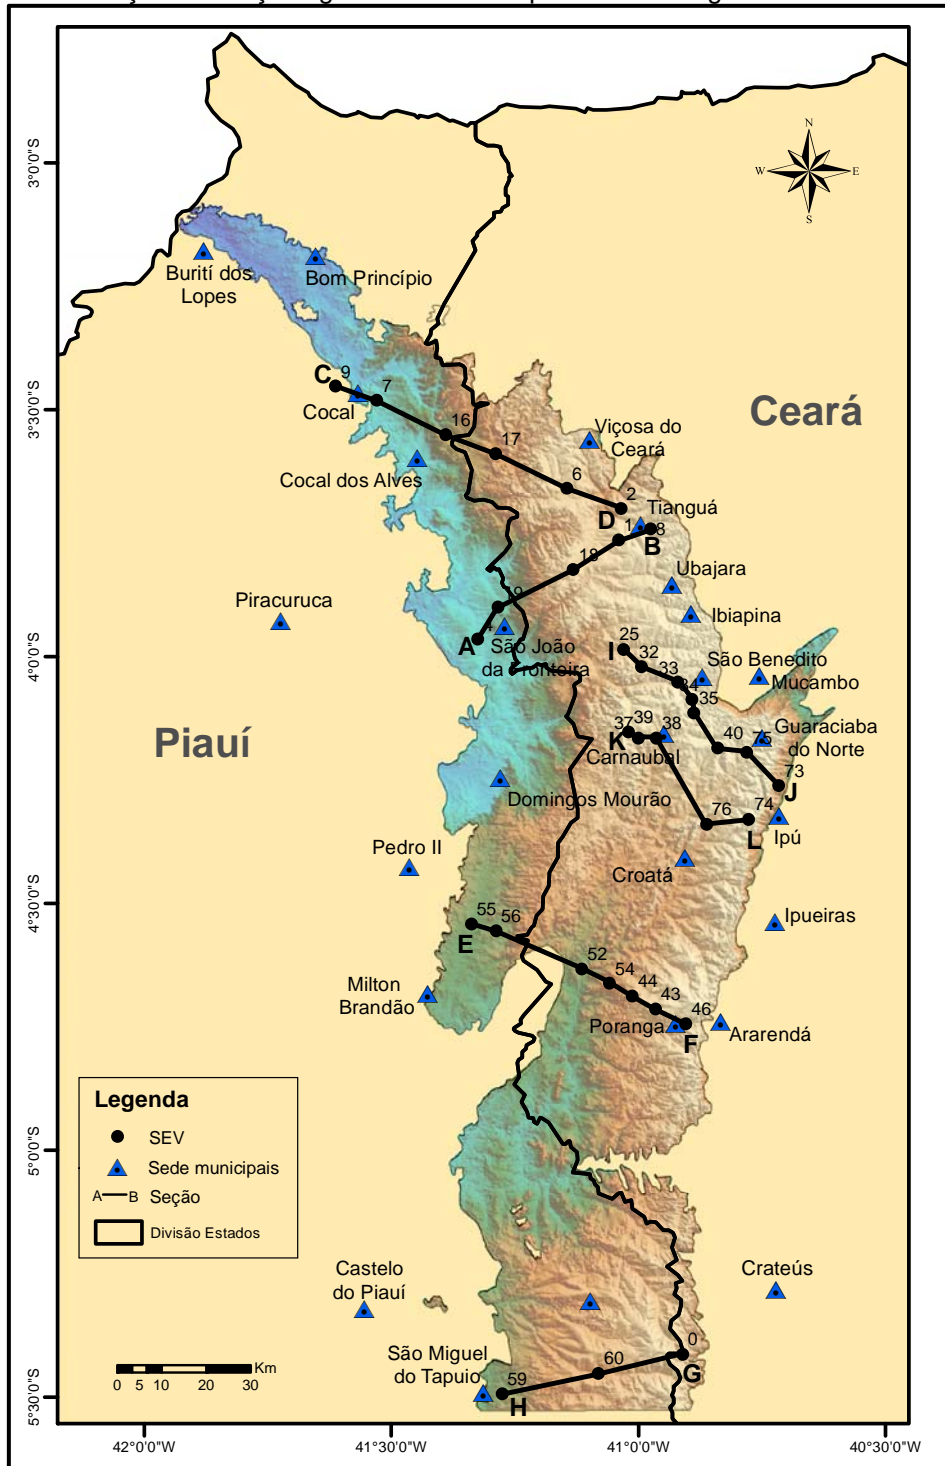 N
W
E
S
3°0'0"S
3°30'0"S
4°0'0"S
4°30'0"S
5°0'0"S
5°30'0"S
Burití dos
Lopes
Bom Princípio
Ceará
C
9
7
Cocal
16
17
Viçosa do
Ceará
Cocal dos Alves
6
2
D
Tianguá
1
8
B
18
Ubajara
19
Piracuruca
Ibiapina
A
4
São João
da Fronteira
25
I
32
33
São Benedito
34
Mucambo
35
37
39
38
K
Carnaubal
40
75
Guaraciaba
do Norte
Piauí
73
J
Domingos Mourão
76
74
L
Ipú
Pedro II
Croatá
55
56
E
Ipueiras
52
54
44
43
46
Milton
Brandão
Poranga
F
Ararendá
Legenda
SEV
Sede municipais
A
B
Seção
Divisão Estados
Castelo
do Piauí
Crateús
São Miguel
do Tapuio
0
60
G
59
H
Km
0 5 10 20 30
42°0'0"W
41°30'0"W
41°0'0"W
40°30'0"W